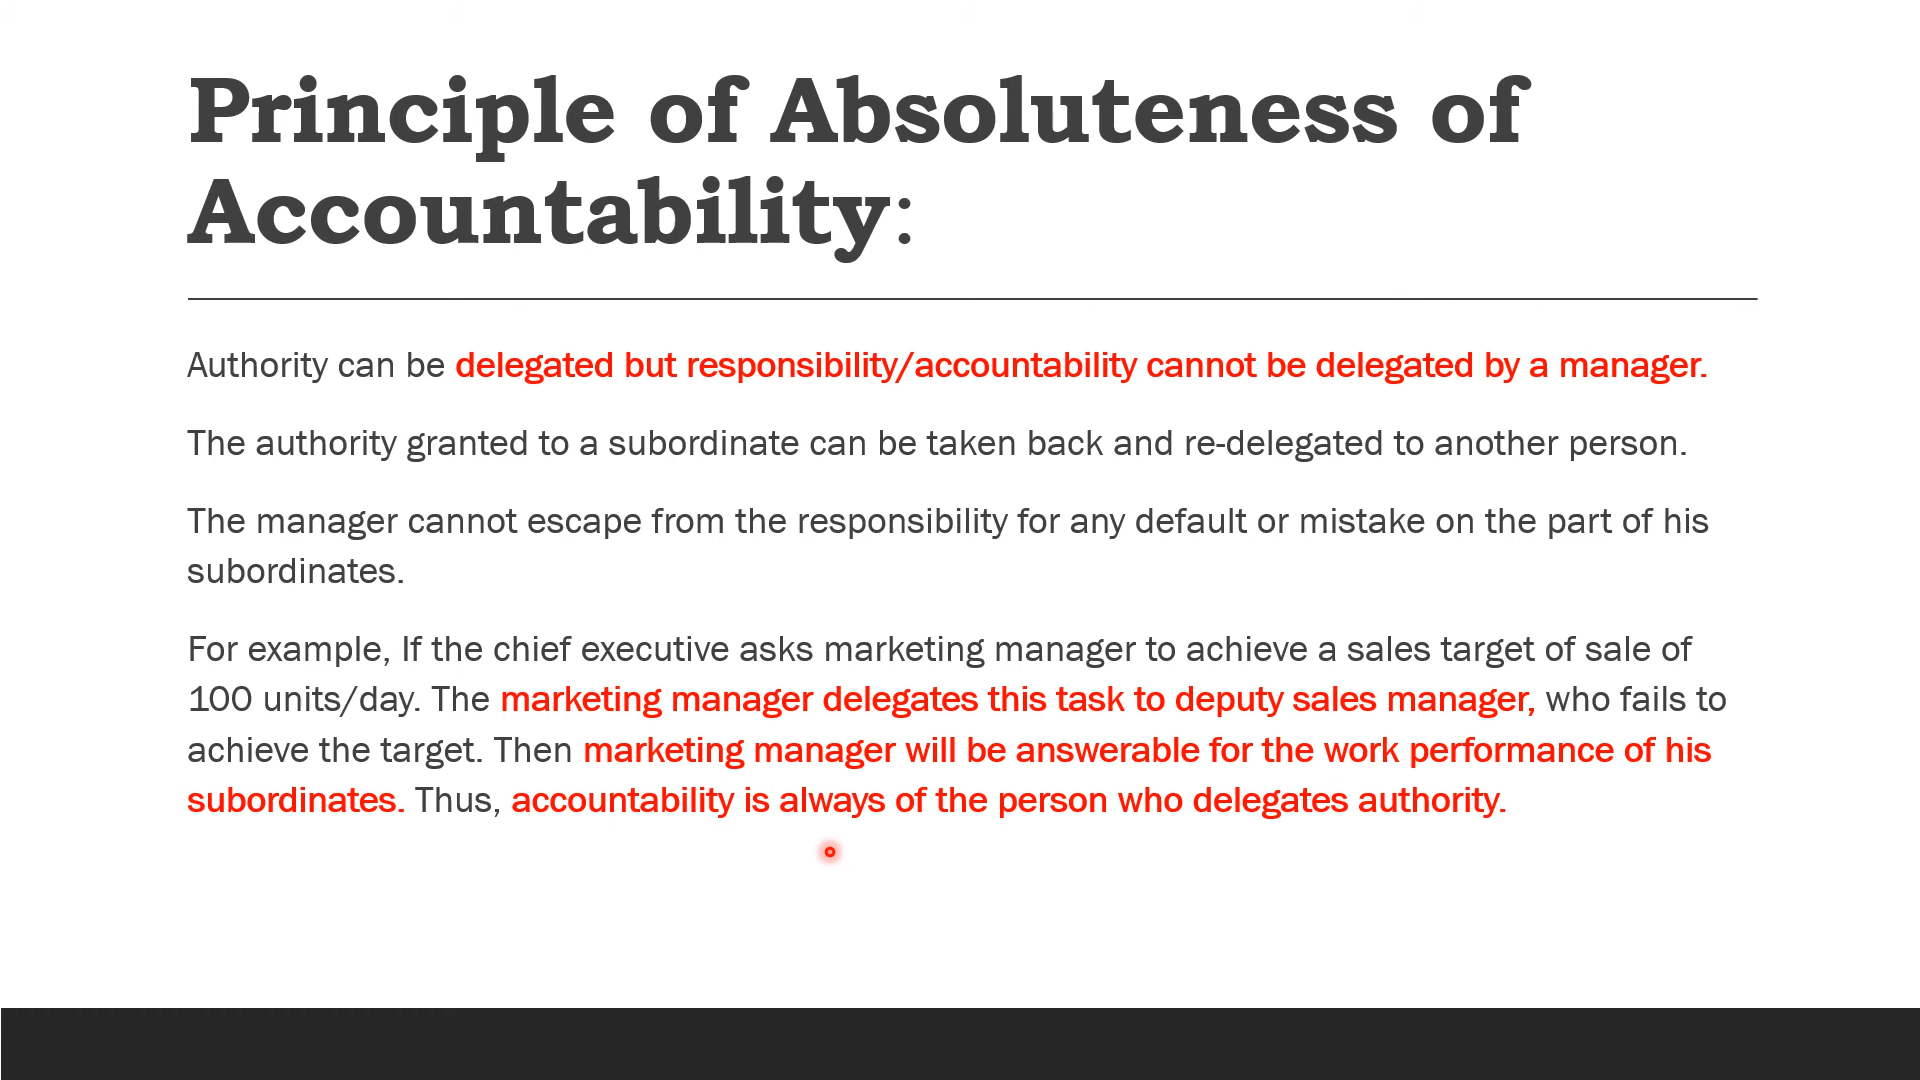 Principle of Absoluteness of
Accountability:
Authority can be delegated but responsibility/accountability cannot be delegated by a manager.
The authority granted to a subordinate can be taken back and re-delegated to another person.
The manager cannot escape from the responsibility for any default or mistake on the part of his
subordinates.
For example, If the chief executive asks marketing manager to achieve a sales target of sale of
100 units/day. The marketing manager delegates this task to deputy sales manager, who fails to
achieve the target. Then marketing manager will be answerable for the work performance of his
subordinates. Thus, accountability is always of the person who delegates authority.